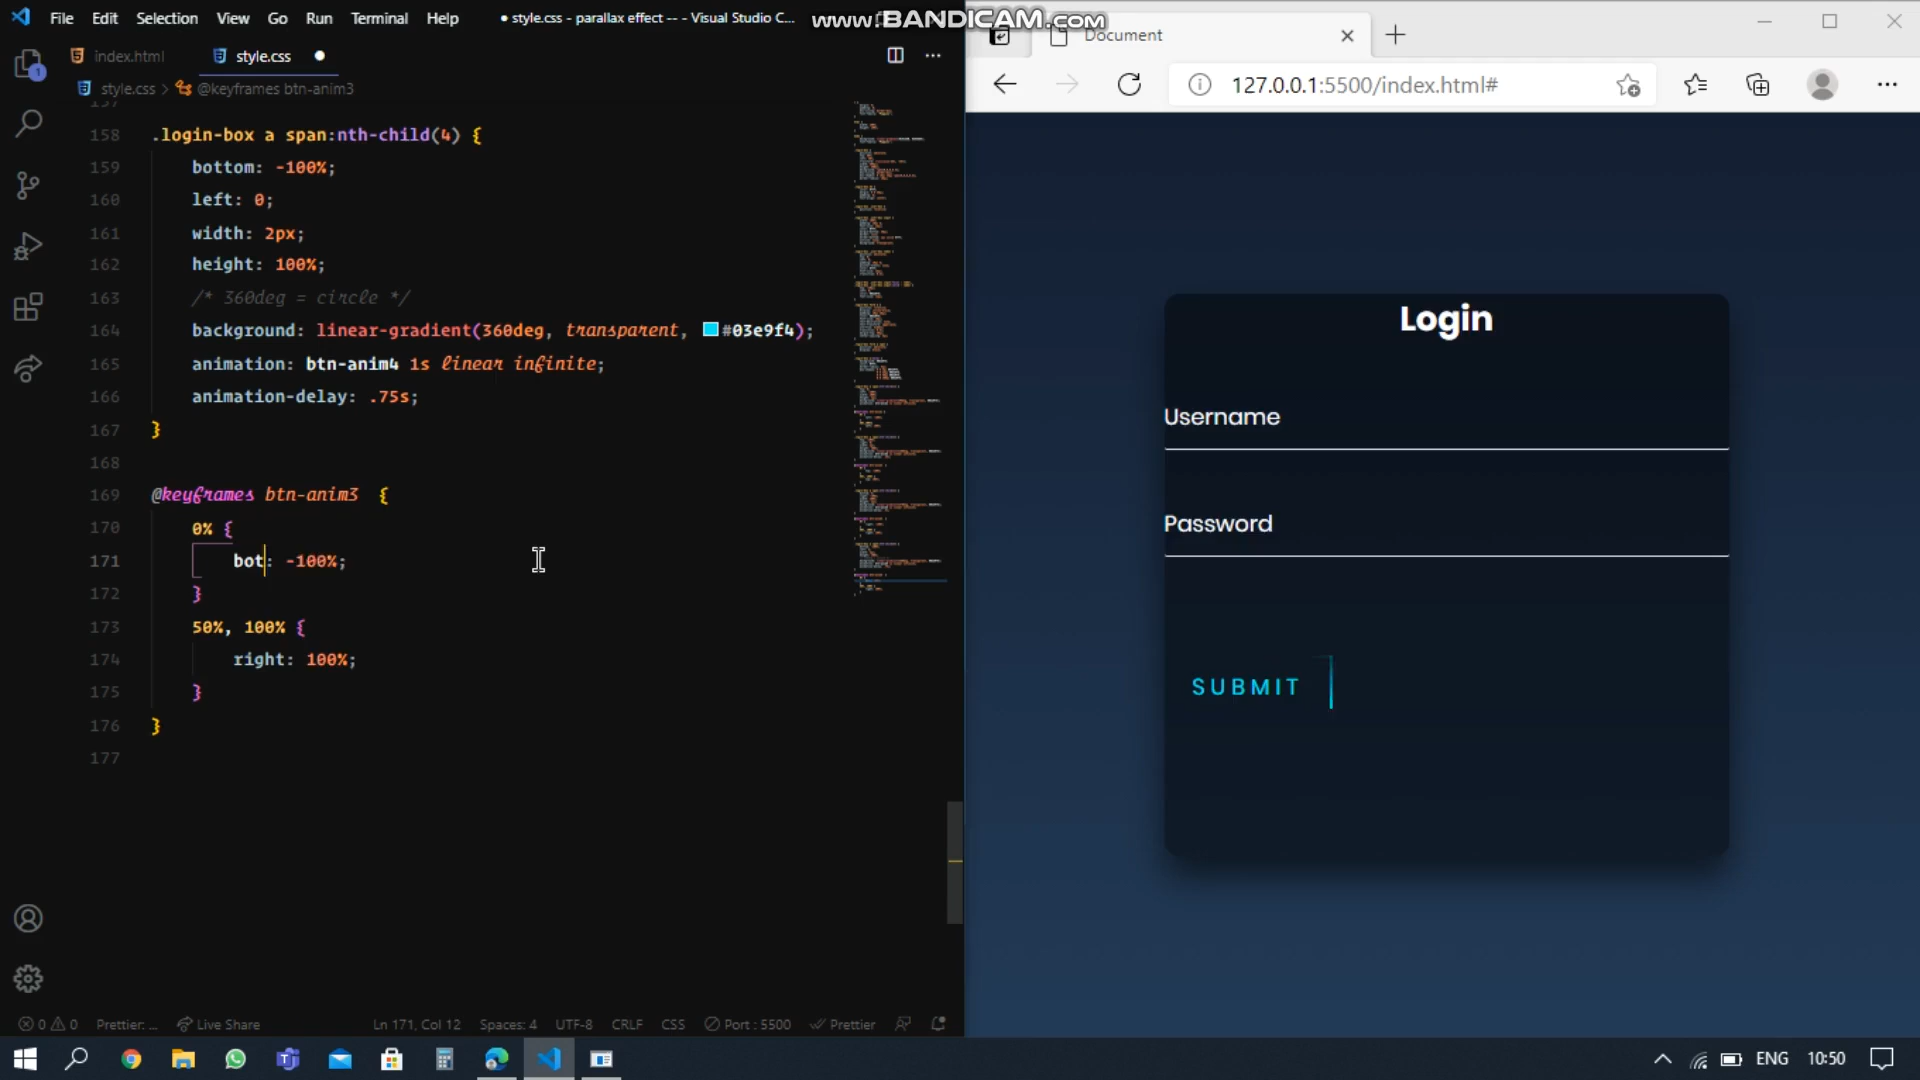 File Edit Selection View Go Run Terminal Help
● style.css - parallax effect -- - Visual Studio C...
www.BANDICAM.com
index.html
style.css
style.css > @keyframes btn-anim3
157
158 .login-box a span:nth-child(4) {
159 bottom: -100%;
160 left: 0;
161 width: 2px;
162 height: 100%;
163 /* 360deg = circle */
164 background: linear-gradient(360deg, transparent, #03e9f4);
165 animation: btn-anim4 1s linear infinite;
166 animation-delay: .75s;
167 }
168
169 @keyframes btn-anim3 {
170 0% {
171 bot: -100%;
172 }
173 50%, 100% {
174 right: 100%;
175 }
176 }
177
1
0 0 Prettier: ... Live Share Ln 171, Col 12 Spaces: 4 UTF-8 CRLF CSS Port : 5500 Prettier
Document
127.0.0.1:5500/index.html#
Login
Username
Password
SUBMIT
ENG 10:50